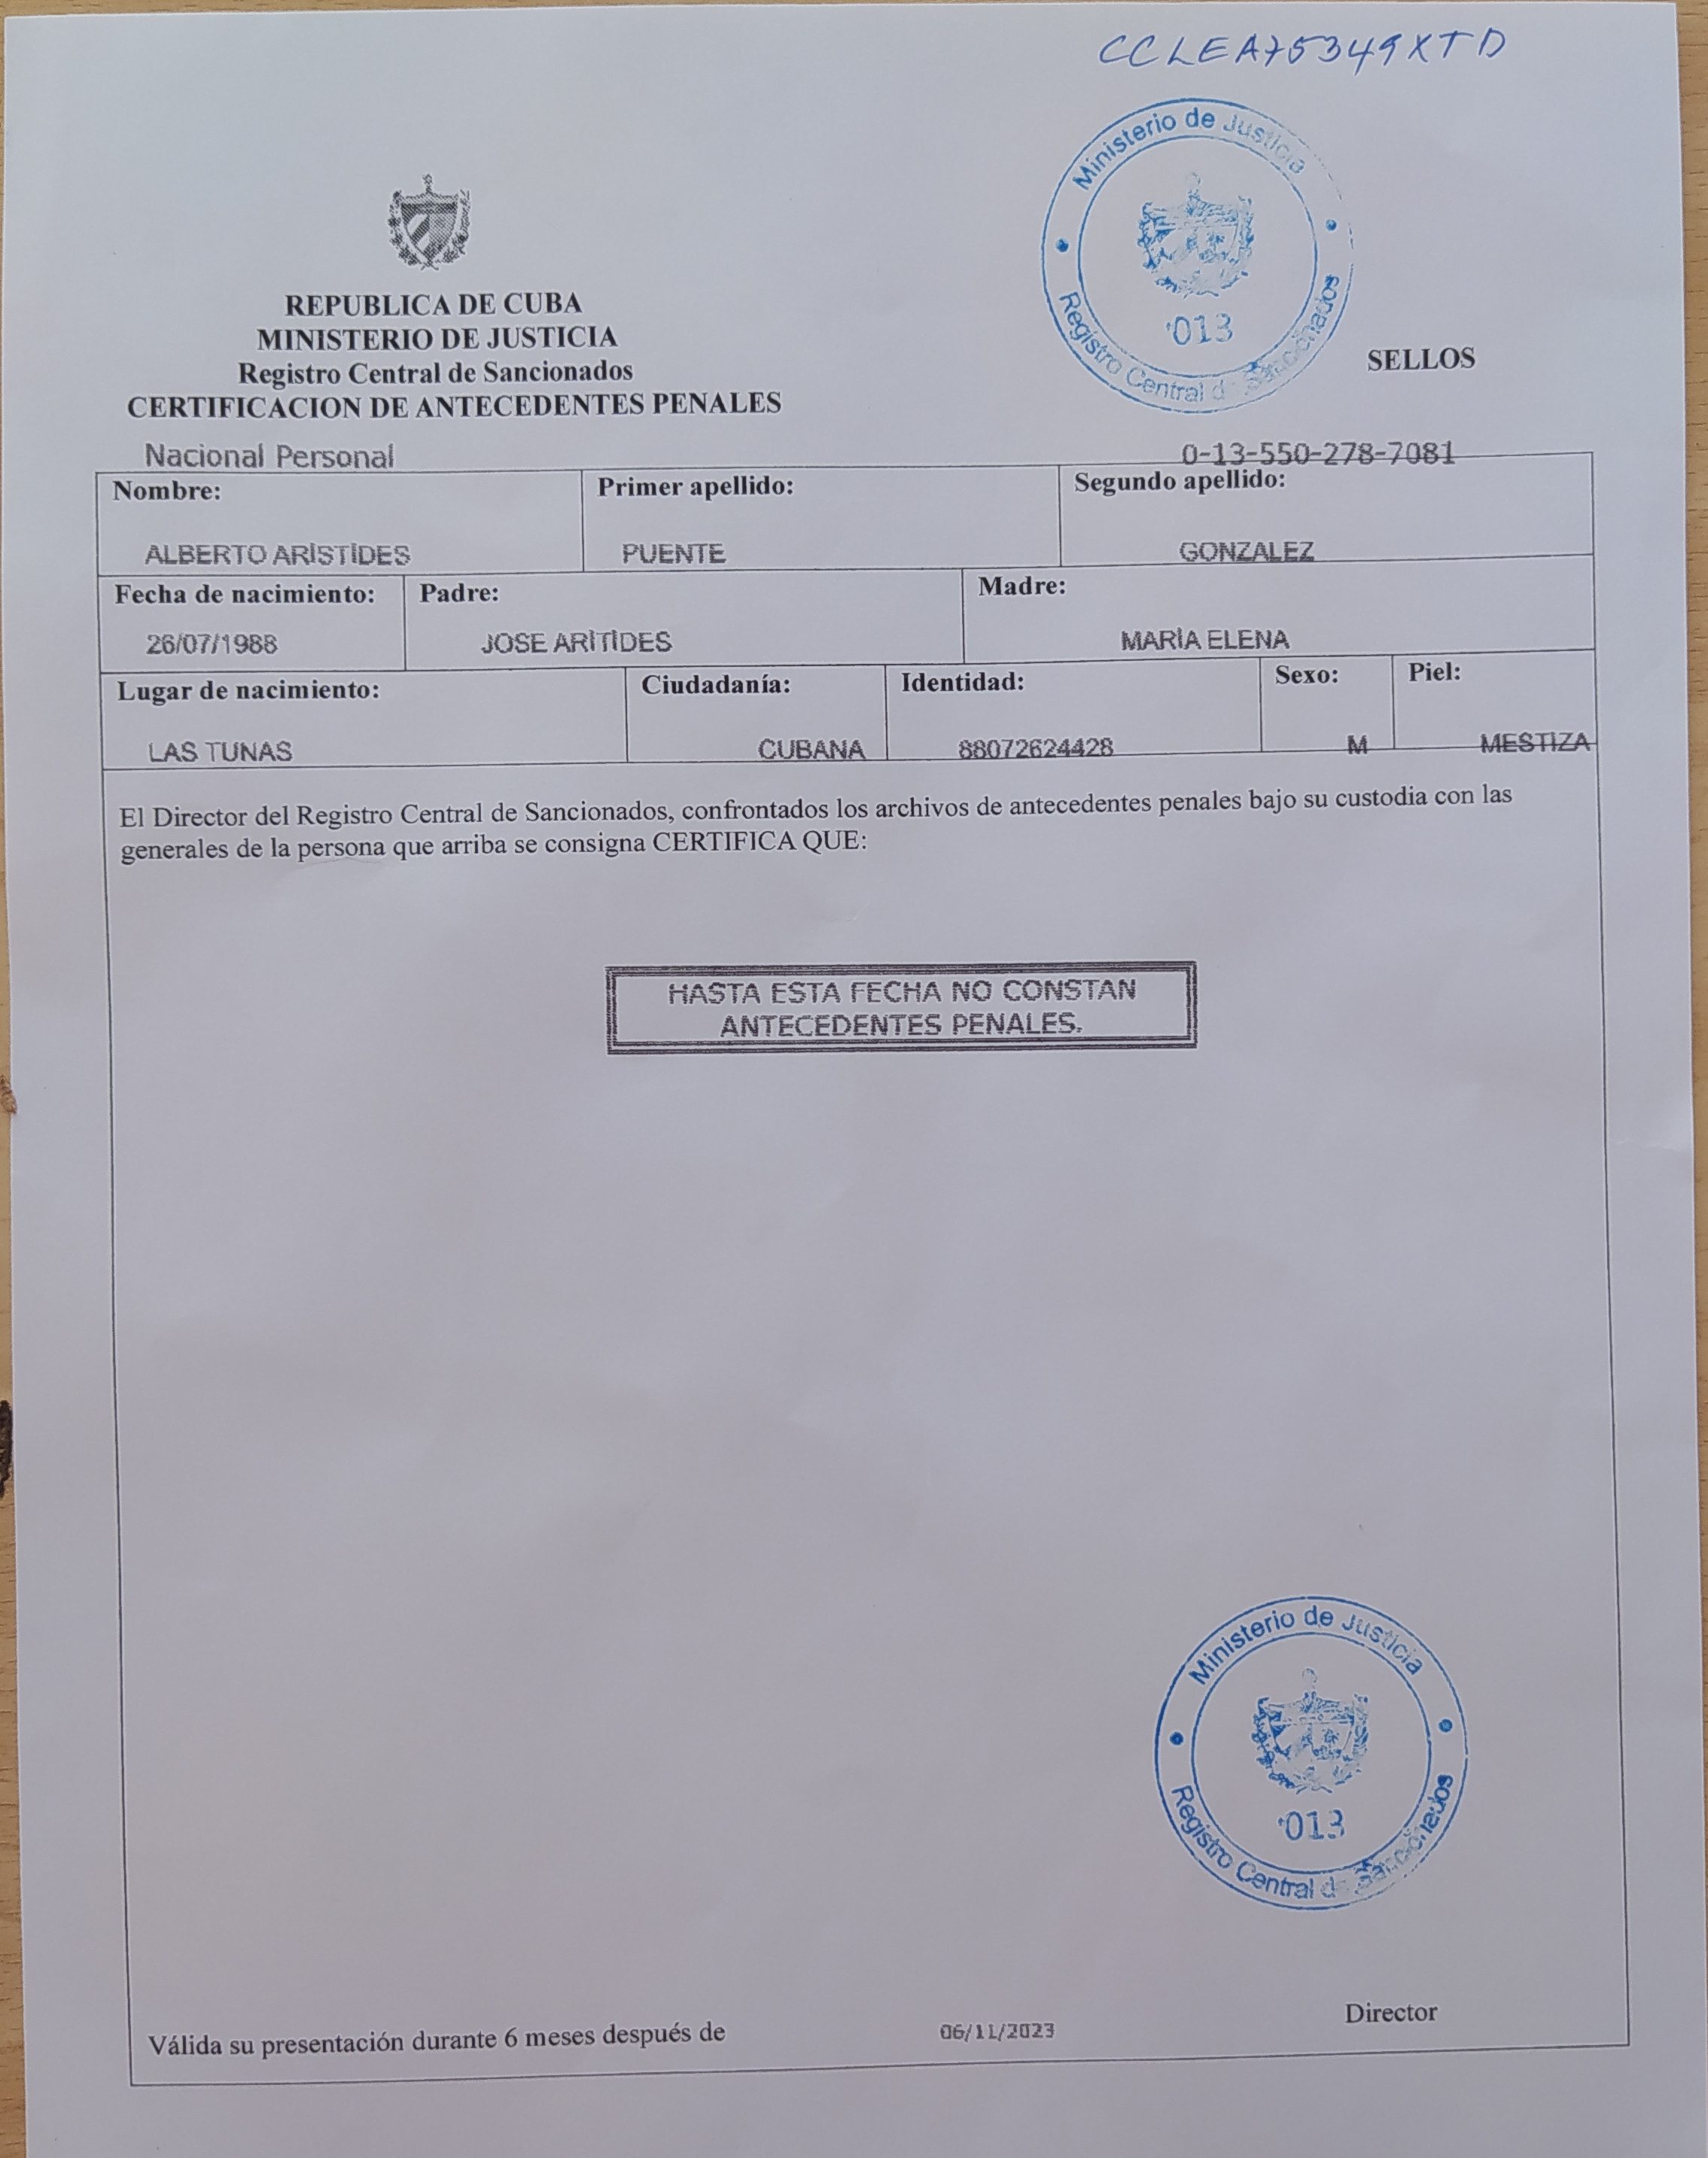 CCLEA75349XTD
Ministerio de Justicia
013
Registro Central de Sancionados
REPUBLICA DE CUBA
MINISTERIO DE JUSTICIA
Registro Central de Sancionados
CERTIFICACION DE ANTECEDENTES PENALES
SELLOS
Nacional Personal
0-13-550-278-7081
Nombre: Primer apellido: Segundo apellido:
ALBERTO ARISTIDES PUENTE GONZALEZ
Fecha de nacimiento: Padre: Madre:
26/07/1988 JOSE ARITIDES MARIA ELENA
Lugar de nacimiento: Ciudadanía: Identidad: Sexo: Piel:
LAS TUNAS CUBANA 88072624428 M MESTIZA
El Director del Registro Central de Sancionados, confrontados los archivos de antecedentes penales bajo su custodia con las
generales de la persona que arriba se consigna CERTIFICA QUE:
HASTA ESTA FECHA NO CONSTAN
ANTECEDENTES PENALES.
Ministerio de Justicia
013
Registro Central de Sancionados
Director
Válida su presentación durante 6 meses después de 06/11/2023